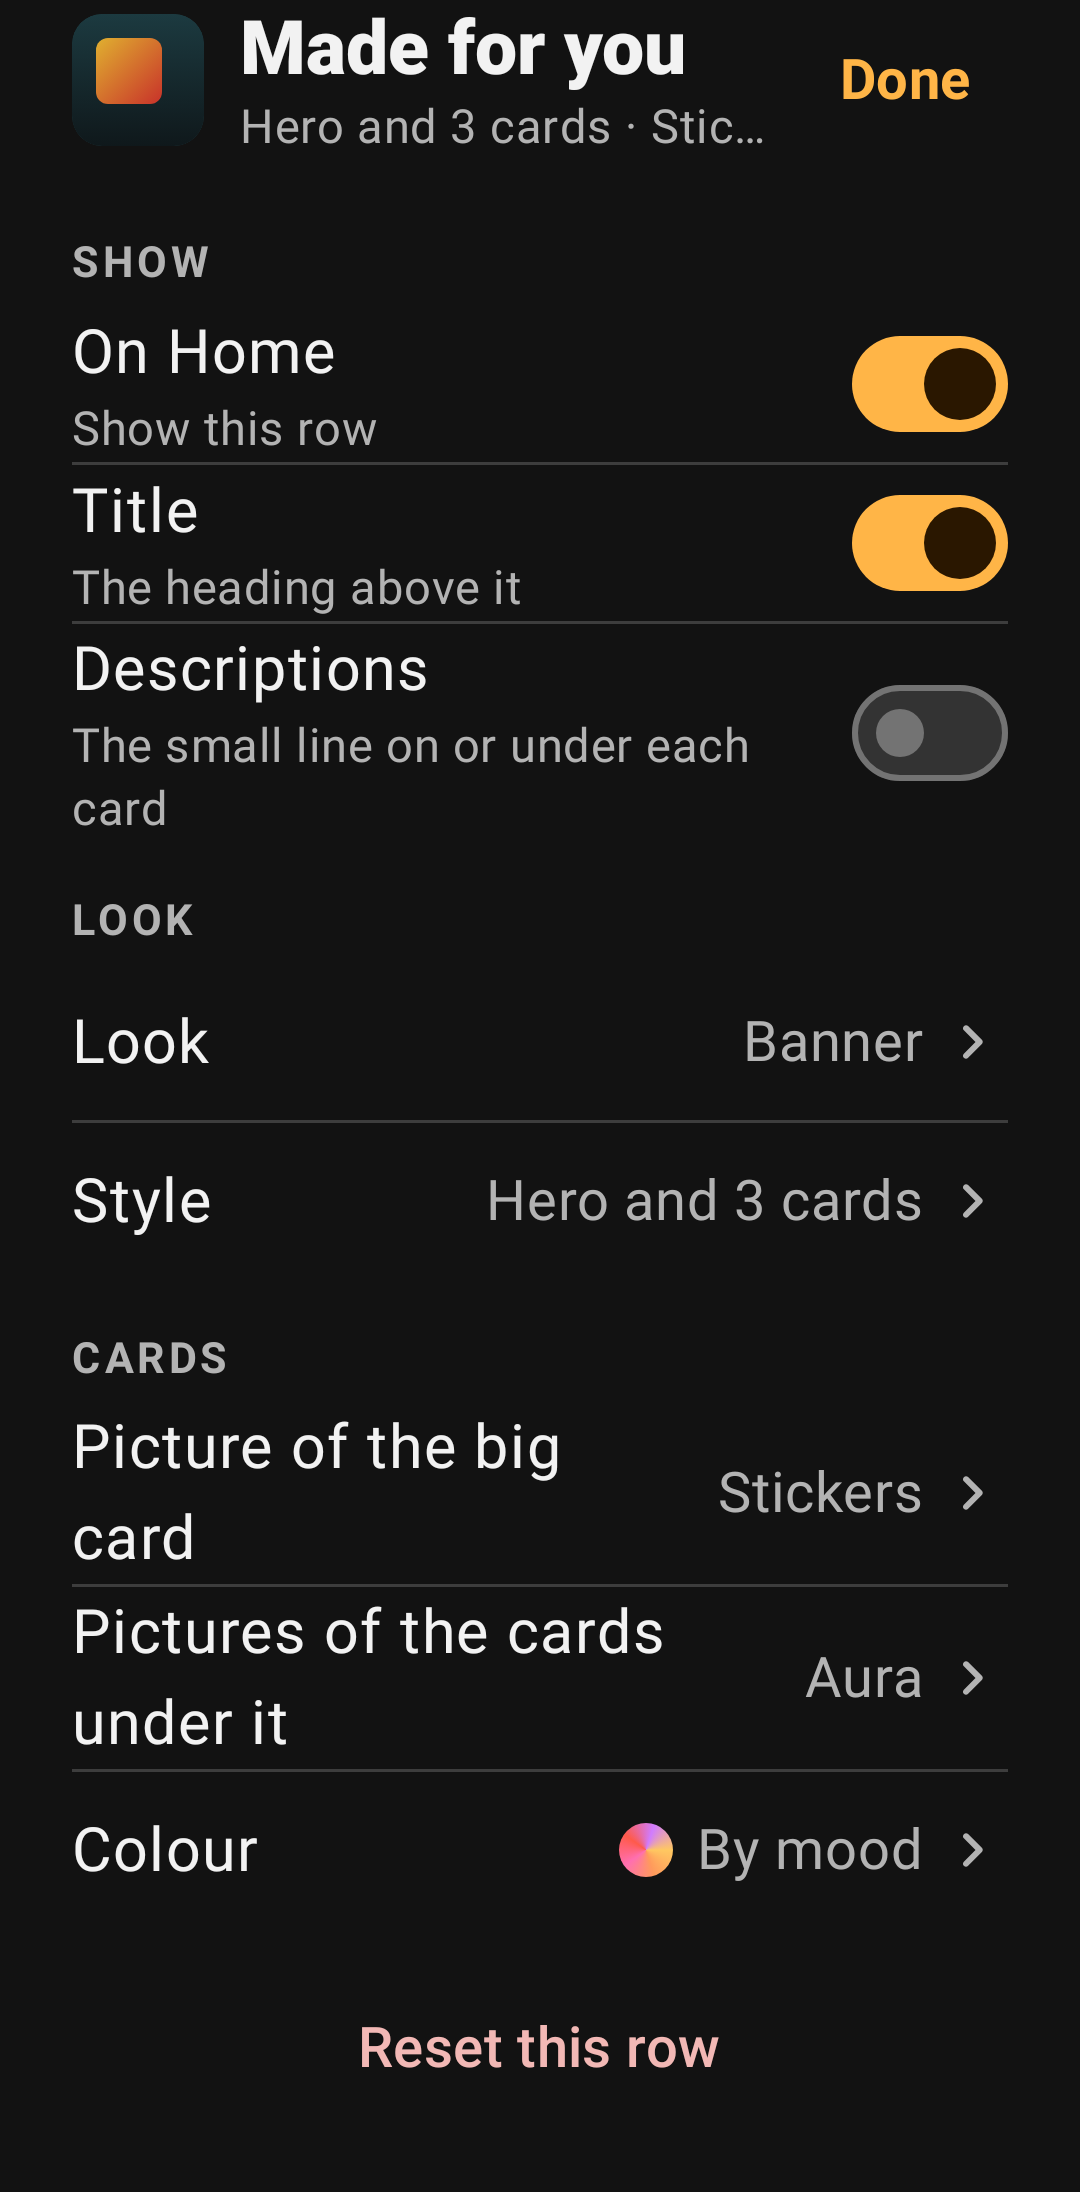 Made for you
Done
Hero and 3 cards · Stic...
SHOW
On Home
Show this row
Title
The heading above it
Descriptions
The small line on or under each
card
LOOK
Look
Banner
Style
Hero and 3 cards
CARDS
Picture of the big
card
Stickers
Pictures of the cards
under it
Aura
Colour
By mood
Reset this row